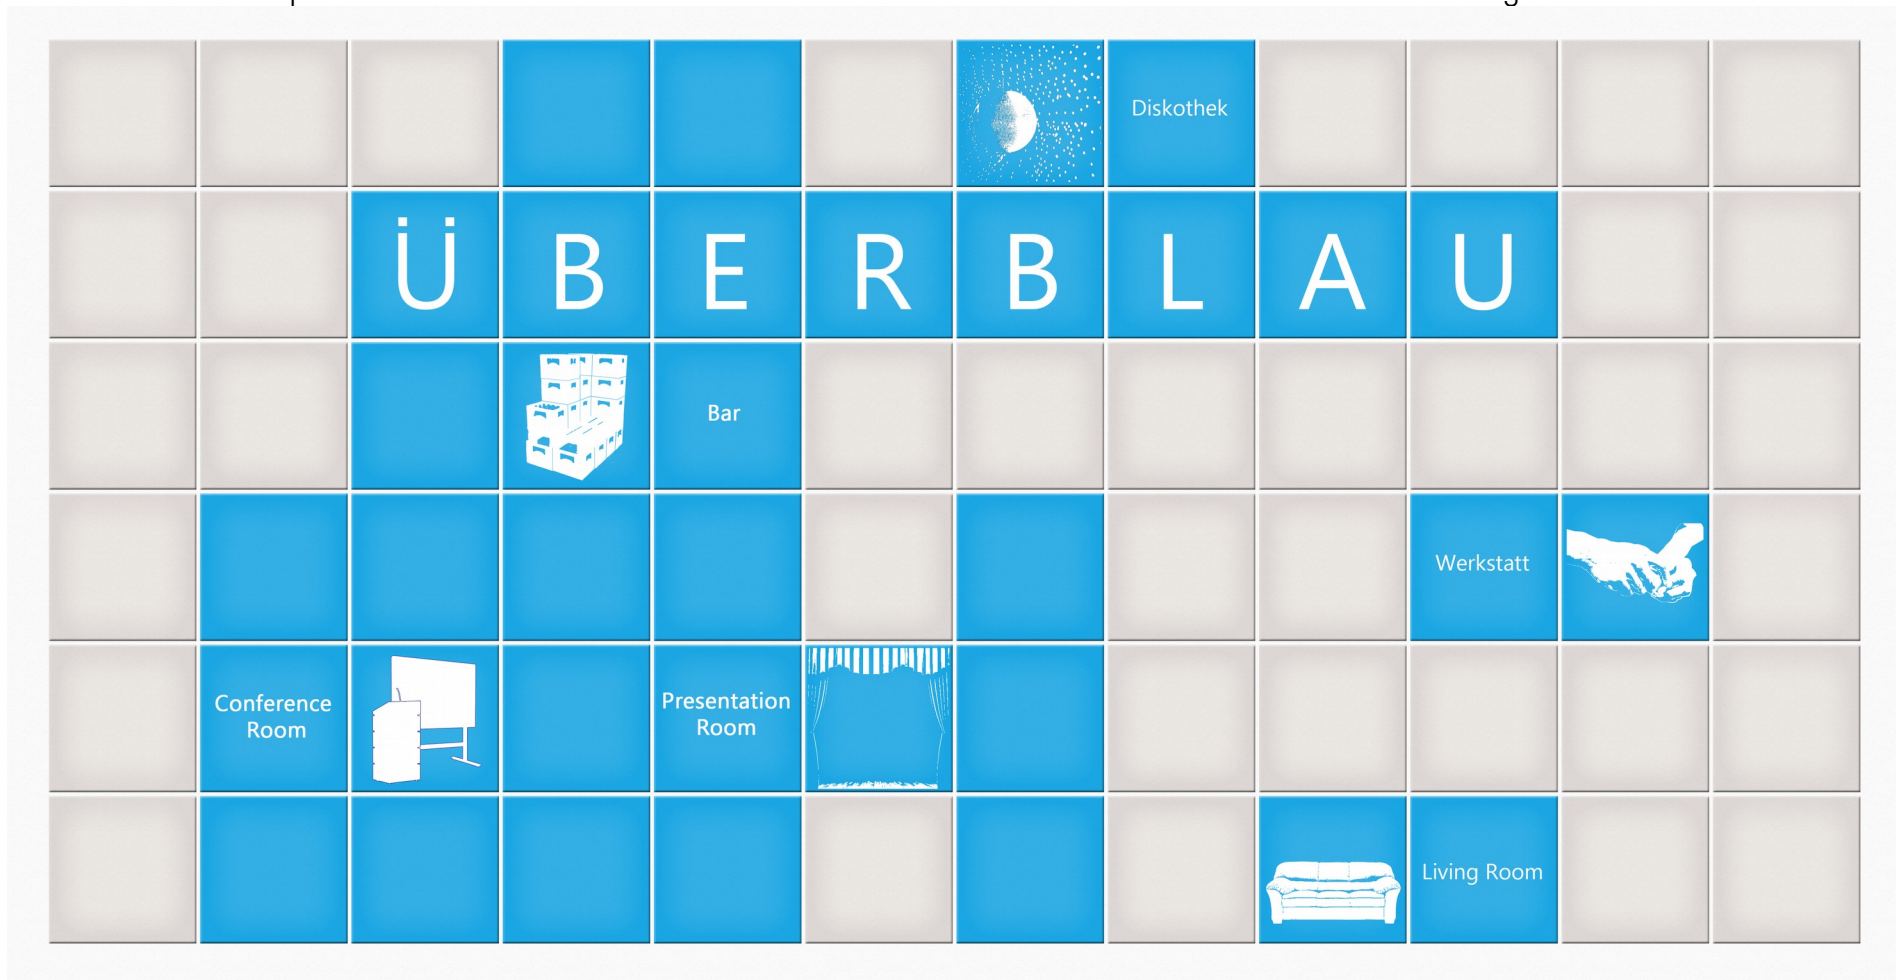 Diskothek
ÜBERBLAU
Bar
Werkstatt
Conference
Room
Presentation
Room
Living Room